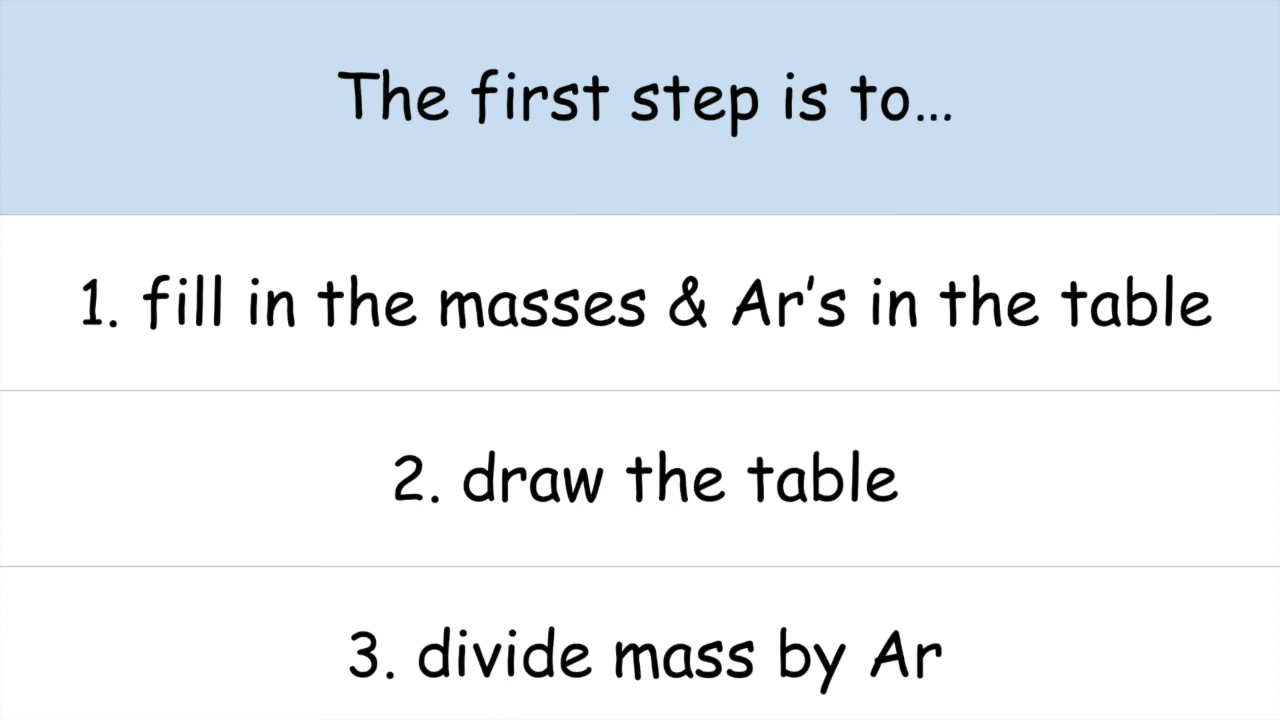 The first step is to…
1. fill in the masses & Ar's in the table
2. draw the table
3. divide mass by Ar